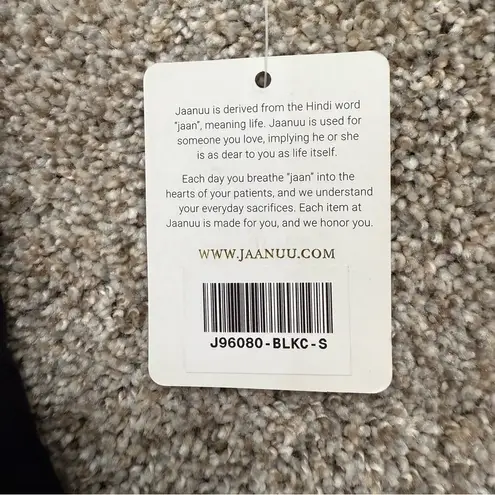 Jaanuu is derived from the Hindi word
"jaan", meaning life. Jaanuu is used for
someone you love, implying he or she
is as dear to you as life itself.
Each day you breathe "jaan" into the
hearts of your patients, and we understand
your everyday sacrifices. Each item at
Jaanuu is made for you, and we honor you.
WWW.JAANUU.COM
J96080-BLKC-S